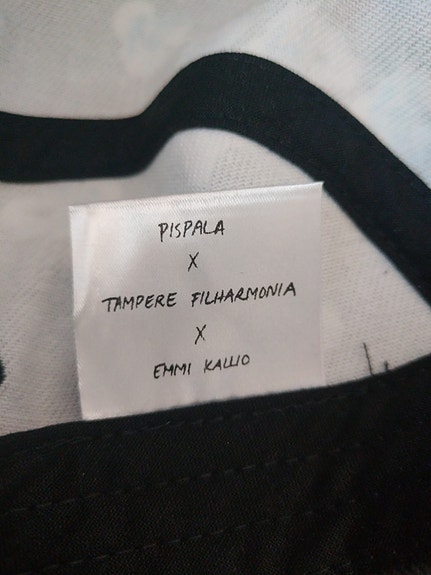 PISPALA
X
TAMPERE FILHARMONIA
X
EMMI KALLIO